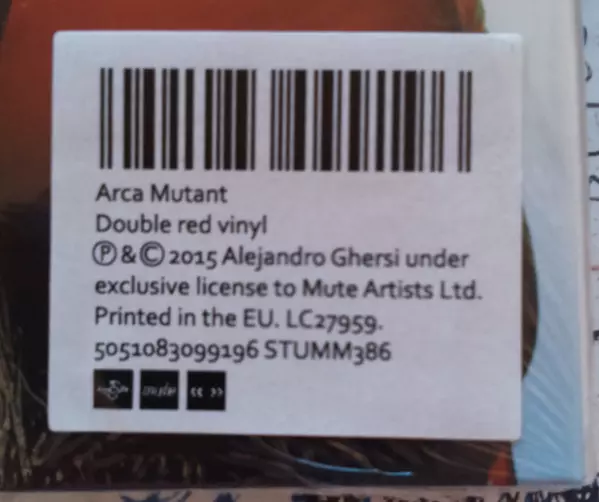 Arca Mutant
Double red vinyl
Ⓟ & © 2015 Alejandro Ghersi under
exclusive license to Mute Artists Ltd.
Printed in the EU. LC27959.
5051083099196 STUMM386
mute
« »